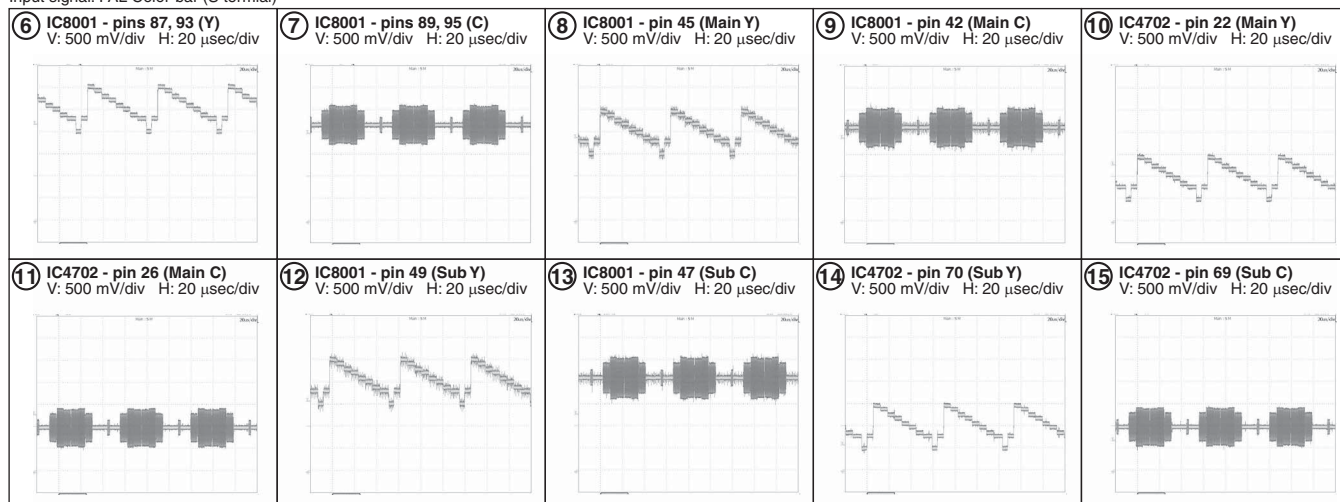 Input signal: PAL Color bar (S termial)
6 IC8001 - pins 87, 93 (Y)
V: 500 mV/div H: 20 µsec/div
7 IC8001 - pins 89, 95 (C)
V: 500 mV/div H: 20 µsec/div
8 IC8001 - pin 45 (Main Y)
V: 500 mV/div H: 20 µsec/div
9 IC8001 - pin 42 (Main C)
V: 500 mV/div H: 20 µsec/div
10 IC4702 - pin 22 (Main Y)
V: 500 mV/div H: 20 µsec/div
11 IC4702 - pin 26 (Main C)
V: 500 mV/div H: 20 µsec/div
12 IC8001 - pin 49 (Sub Y)
V: 500 mV/div H: 20 µsec/div
13 IC8001 - pin 47 (Sub C)
V: 500 mV/div H: 20 µsec/div
14 IC4702 - pin 70 (Sub Y)
V: 500 mV/div H: 20 µsec/div
15 IC4702 - pin 69 (Sub C)
V: 500 mV/div H: 20 µsec/div